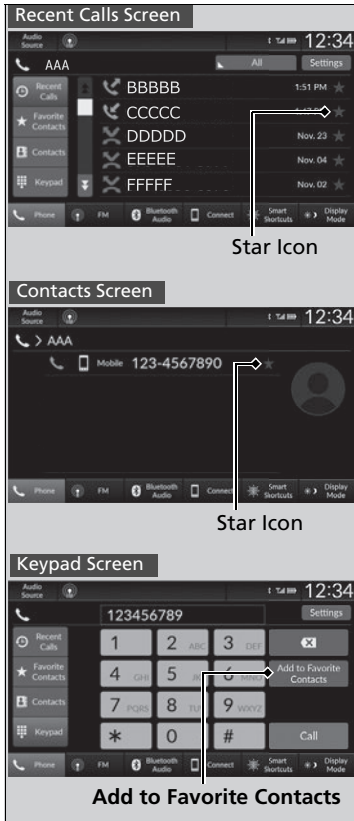 Recent Calls Screen
Audio Source 12:34
AAA All Settings
Recent Calls
Favorite Contacts
Contacts
Keypad
BBBBB 1:51 PM
CCCCC
DDDDD Nov. 23
EEEEE Nov. 04
FFFFF Nov. 02
Phone FM Bluetooth Audio Connect Smart Shortcuts Display Mode
Star Icon
Contacts Screen
Audio Source 12:34
> AAA
Mobile 123-4567890
Phone FM Bluetooth Audio Connect Smart Shortcuts Display Mode
Star Icon
Keypad Screen
Audio Source 12:34
123456789 Settings
Recent Calls
Favorite Contacts
Contacts
Keypad
1 2 ABC 3 DEF
4 GHI 5 6 MNO Add to Favorite Contacts
7 PQRS 8 TUV 9 WXYZ
* 0 # Call
Phone FM Bluetooth Audio Connect Smart Shortcuts Display Mode
Add to Favorite Contacts